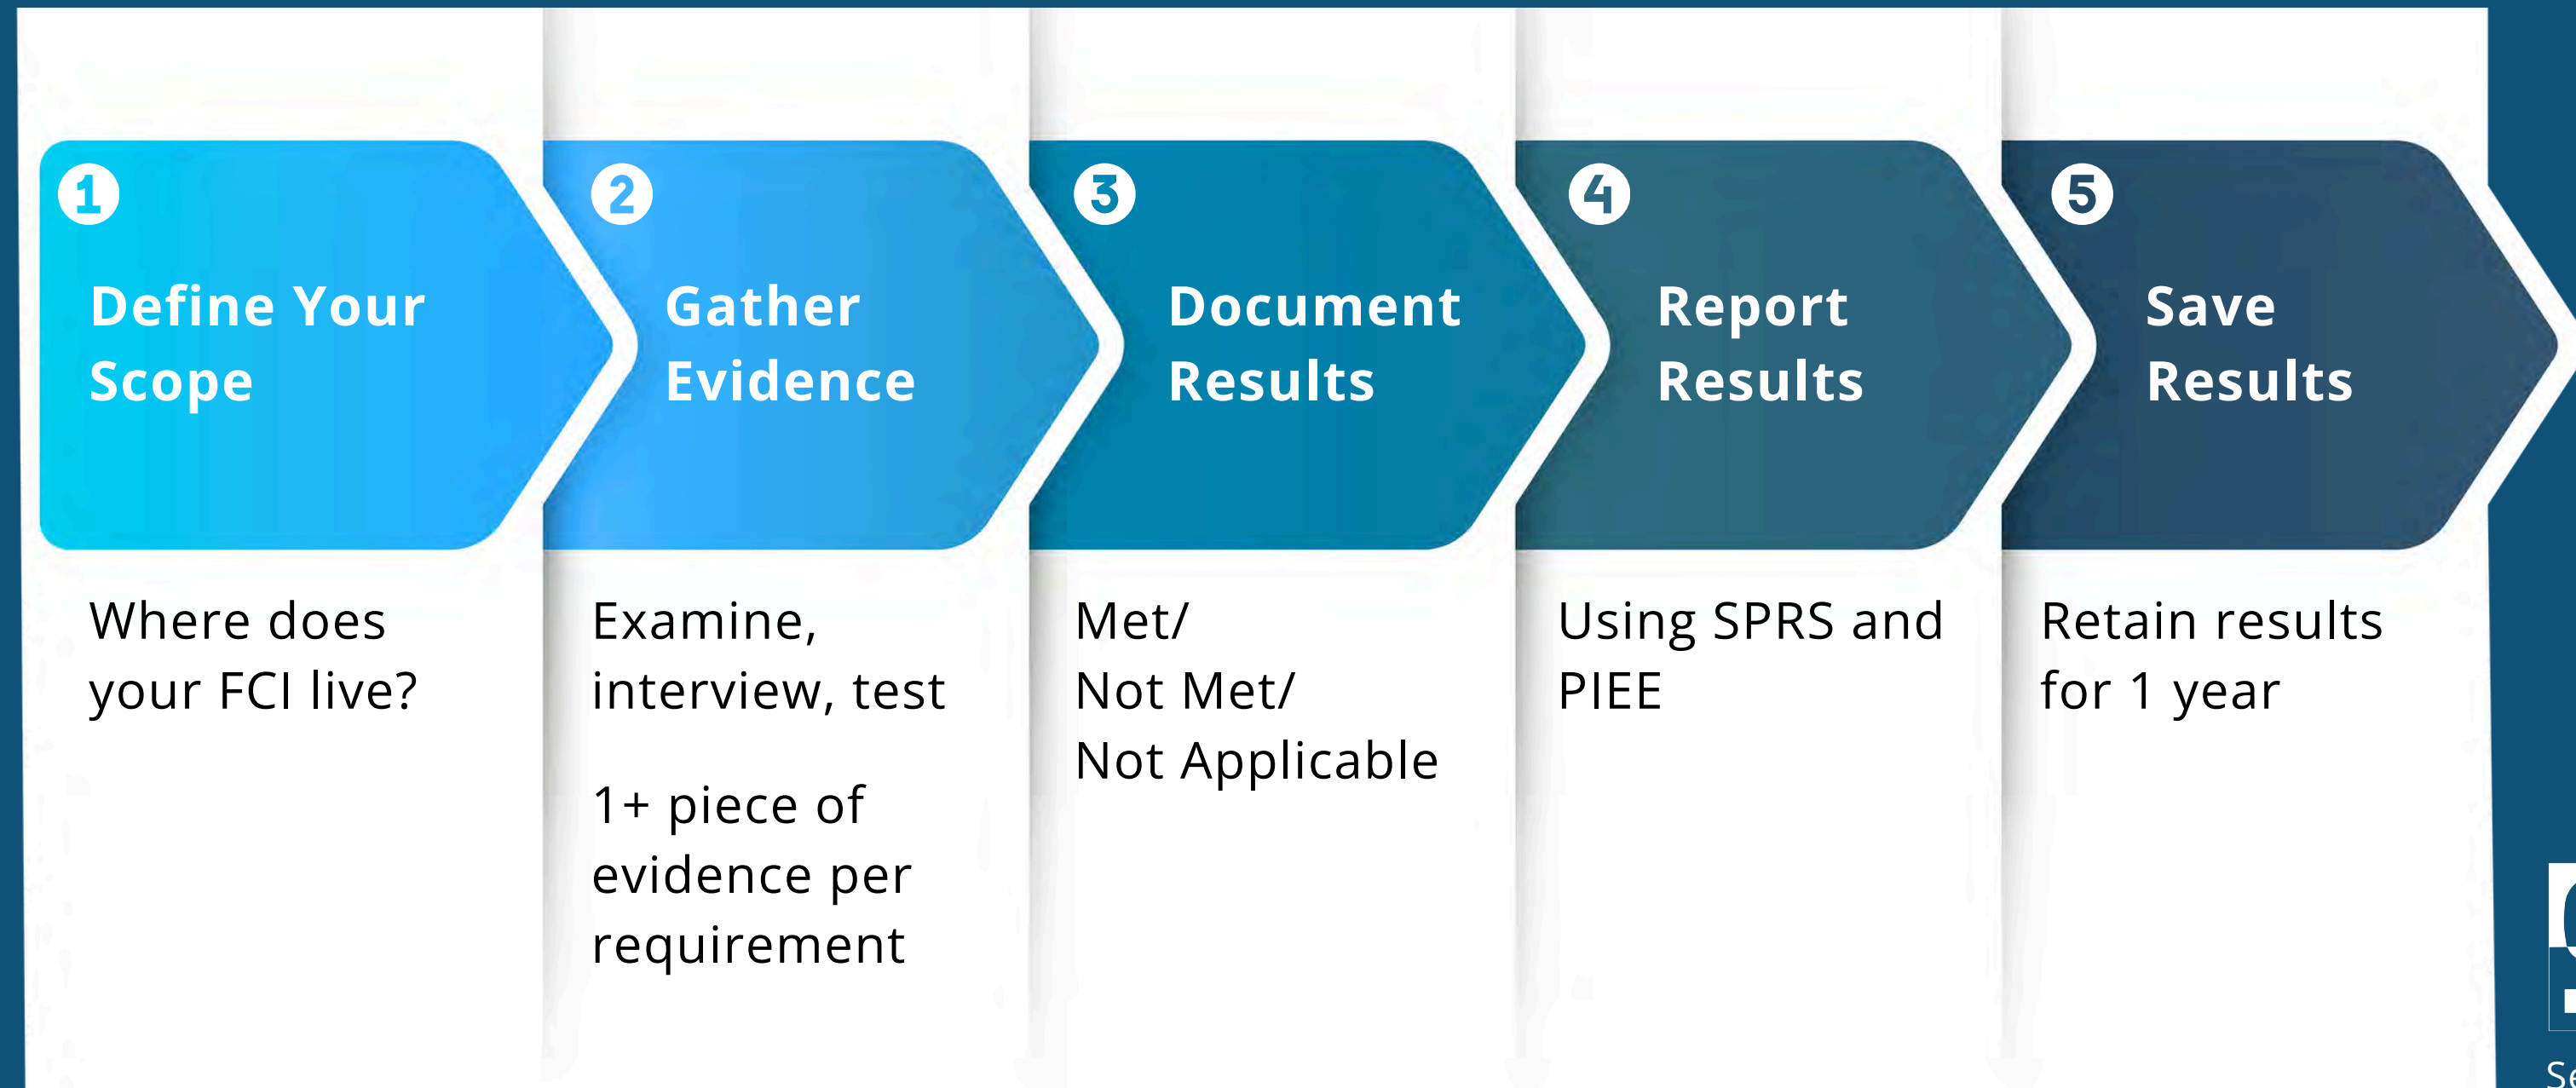 1
Define Your
Scope
Where does
your FCI live?
2
Gather
Evidence
Examine,
interview, test
1+ piece of
evidence per
requirement
3
Document
Results
Met/
Not Met/
Not Applicable
4
Report
Results
Using SPRS and
PIEE
5
Save
Results
Retain results
for 1 year